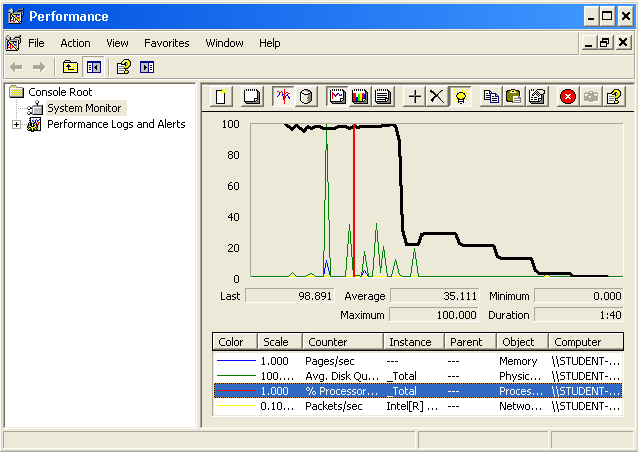 Performance
File Action View Favorites Window Help
Console Root
System Monitor
Performance Logs and Alerts
100
80
60
40
20
0
Last 98.891 Average 35.111 Minimum 0.000
Maximum 100.000 Duration 1:40
Color Scale Counter Instance Parent Object Computer
1.000 Pages/sec --- --- Memory \\STUDENT-...
100.... Avg. Disk Qu... _Total --- Physic... \\STUDENT-...
1.000 % Processor... _Total --- Proces... \\STUDENT-...
0.10... Packets/sec Intel[R] ... --- Netwo... \\STUDENT-...